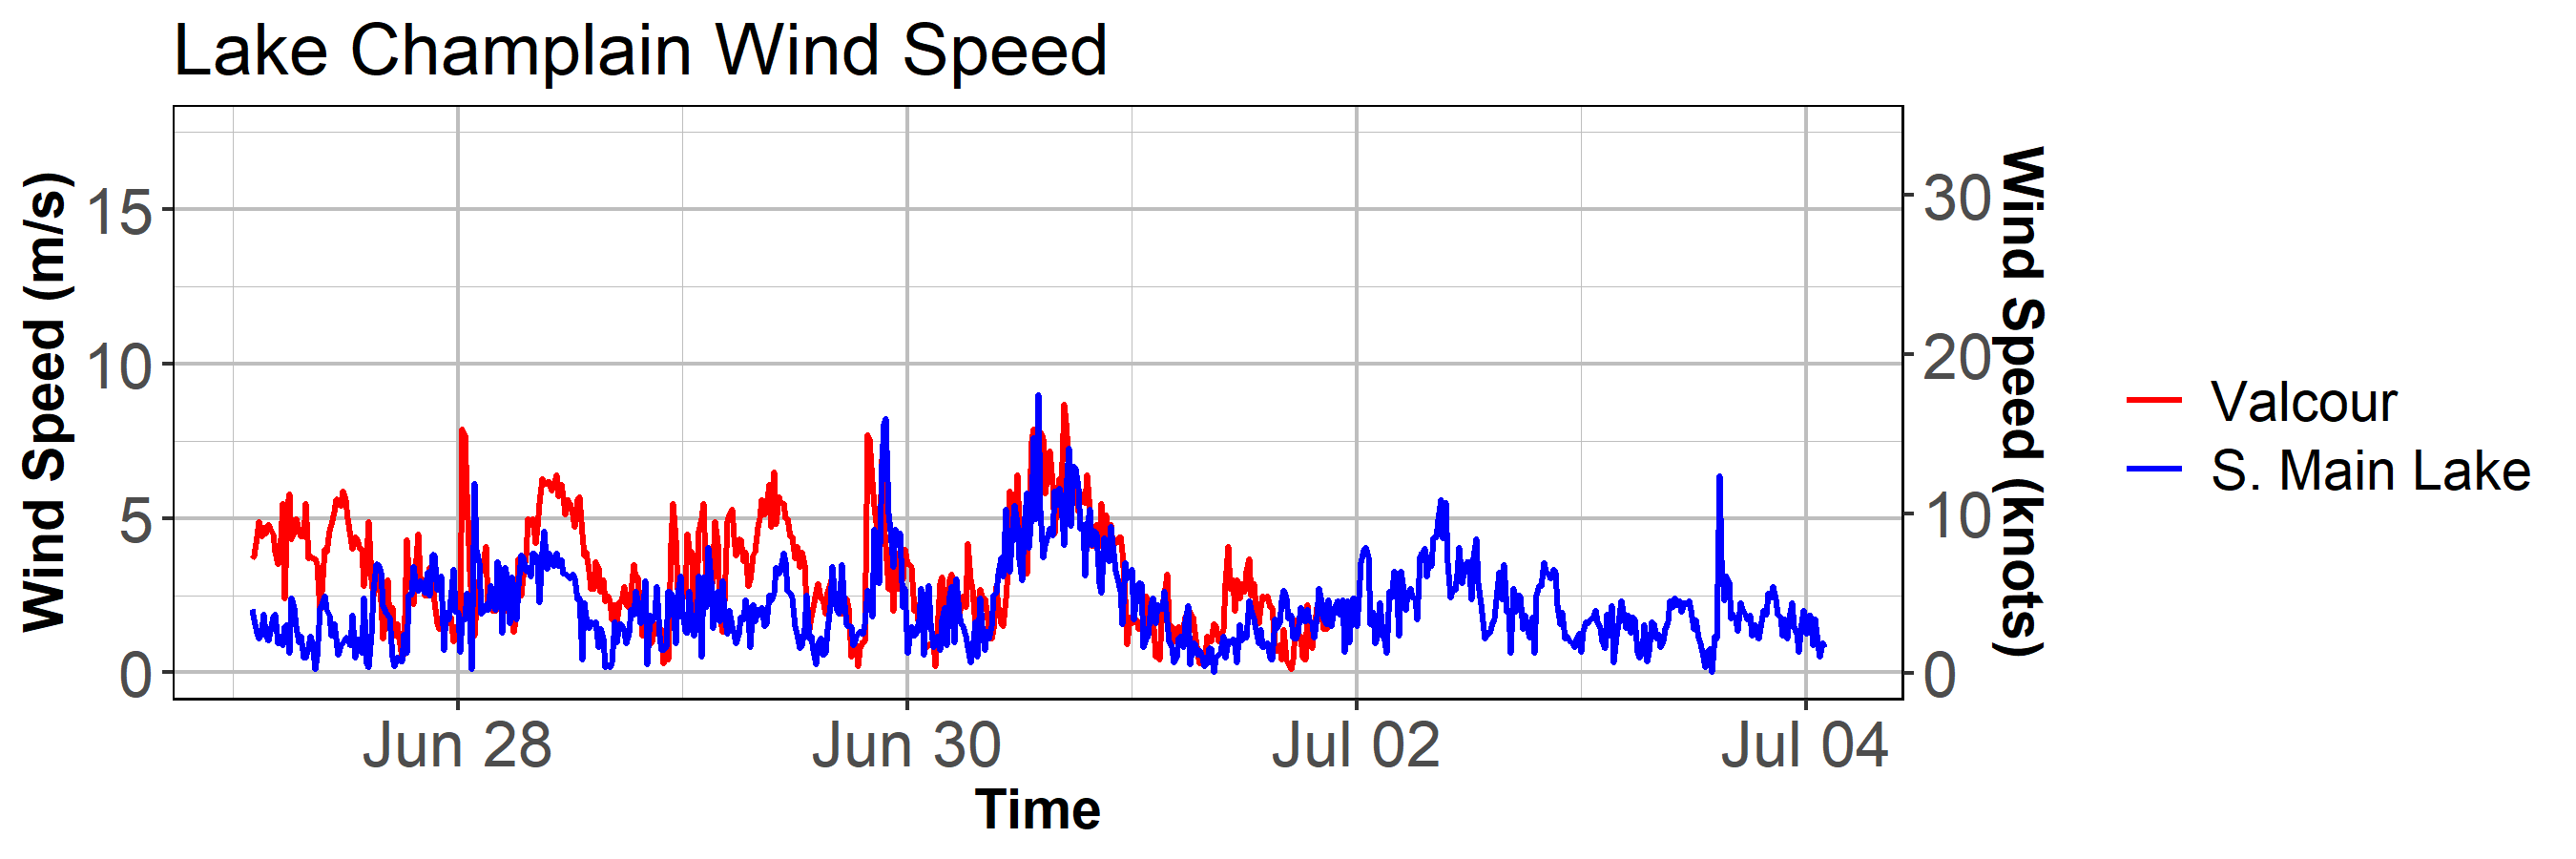 Lake Champlain Wind Speed
Wind Speed (m/s)
15
10
5
0
30
20
10
0
Wind Speed (knots)
Jun 28
Jun 30
Jul 02
Jul 04
Time
Valcour
S. Main Lake